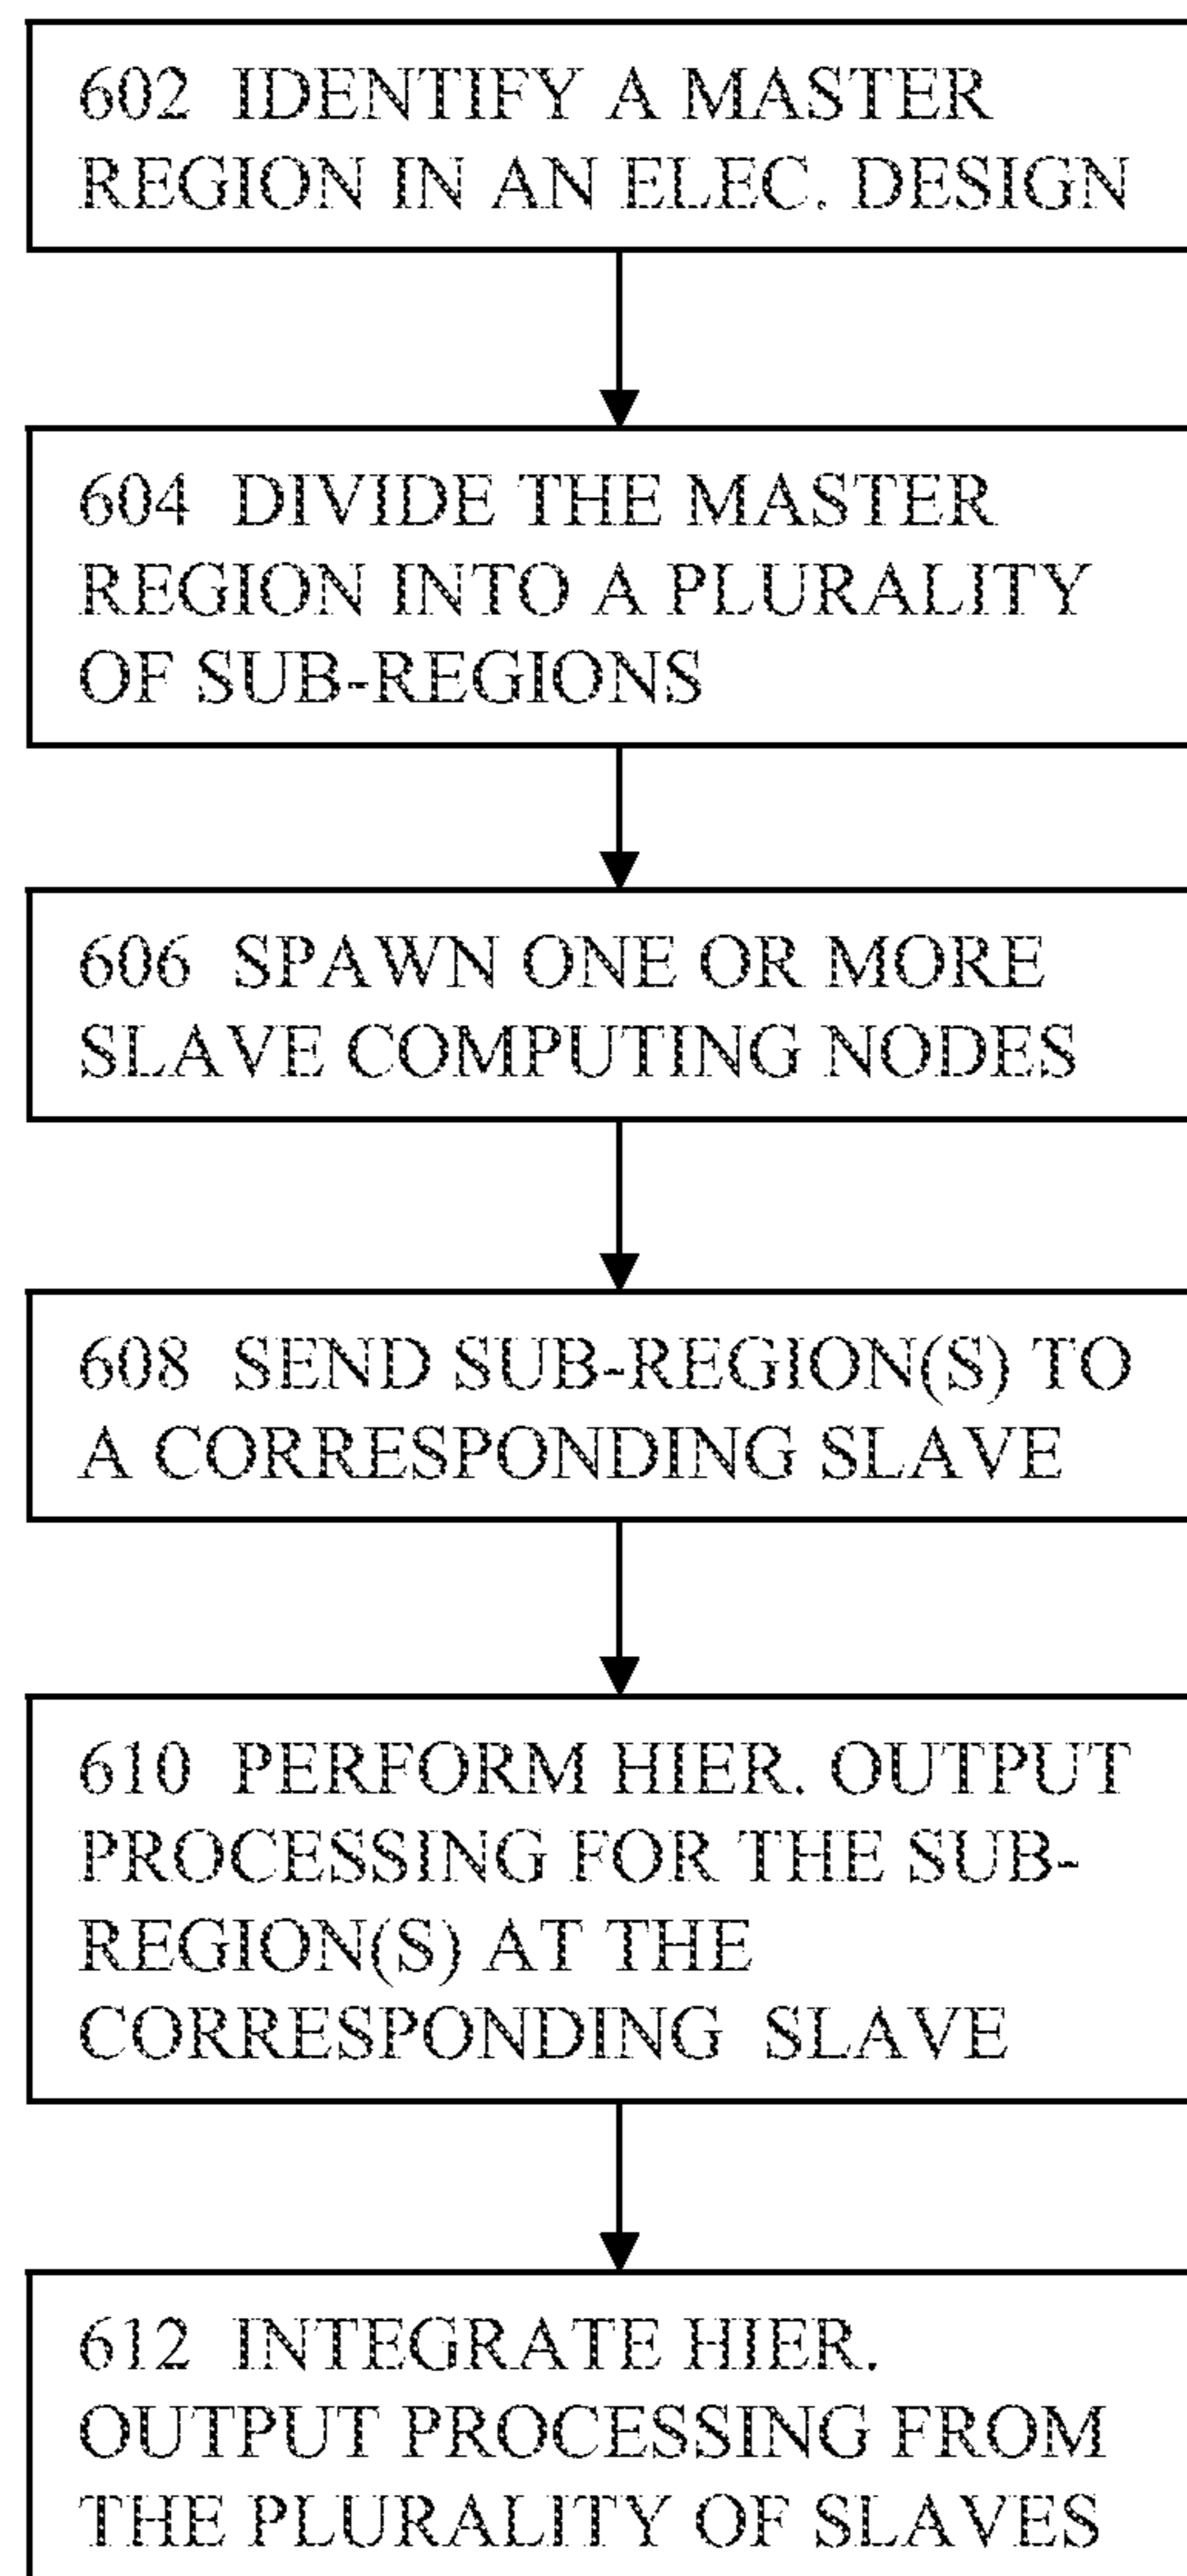 602 IDENTIFY A MASTER
REGION IN AN ELEC. DESIGN
604 DIVIDE THE MASTER
REGION INTO A PLURALITY
OF SUB-REGIONS
606 SPAWN ONE OR MORE
SLAVE COMPUTING NODES
608 SEND SUB-REGION(S) TO
A CORRESPONDING SLAVE
610 PERFORM HIER. OUTPUT
PROCESSING FOR THE SUB-
REGION(S) AT THE
CORRESPONDING SLAVE
612 INTEGRATE HIER.
OUTPUT PROCESSING FROM
THE PLURALITY OF SLAVES